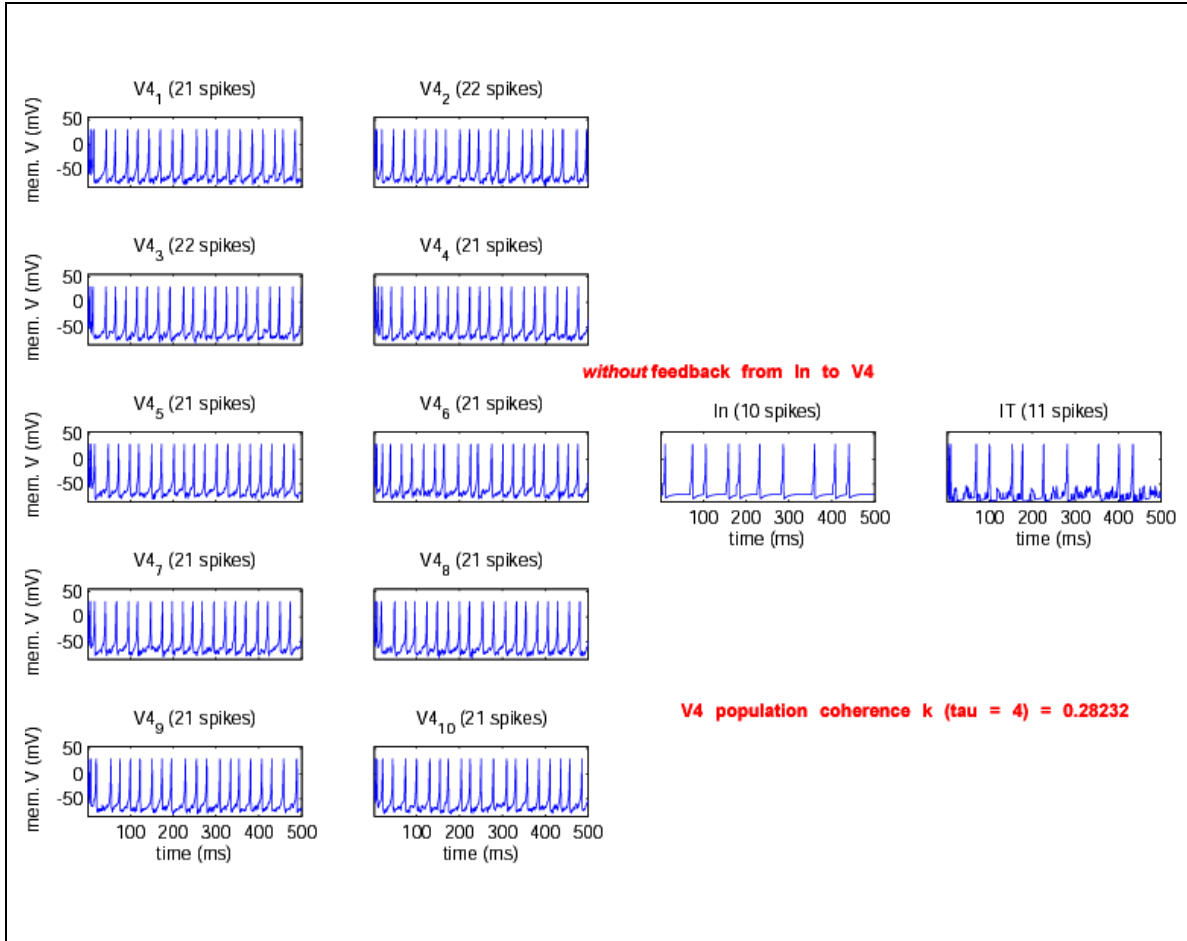 V4₁ (21 spikes)
V4₂ (22 spikes)
mem. V (mV)
50
0
-50
V4₃ (22 spikes)
V4₄ (21 spikes)
mem. V (mV)
50
0
-50
without feedback from In to V4
V4₅ (21 spikes)
V4₆ (21 spikes)
In (10 spikes)
IT (11 spikes)
mem. V (mV)
50
0
-50
100 200 300 400 500
100 200 300 400 500
time (ms)
time (ms)
V4₇ (21 spikes)
V4₈ (21 spikes)
mem. V (mV)
50
0
-50
V4₉ (21 spikes)
V4₁₀ (21 spikes)
V4 population coherence k (tau = 4) = 0.28232
mem. V (mV)
50
0
-50
100 200 300 400 500
100 200 300 400 500
time (ms)
time (ms)